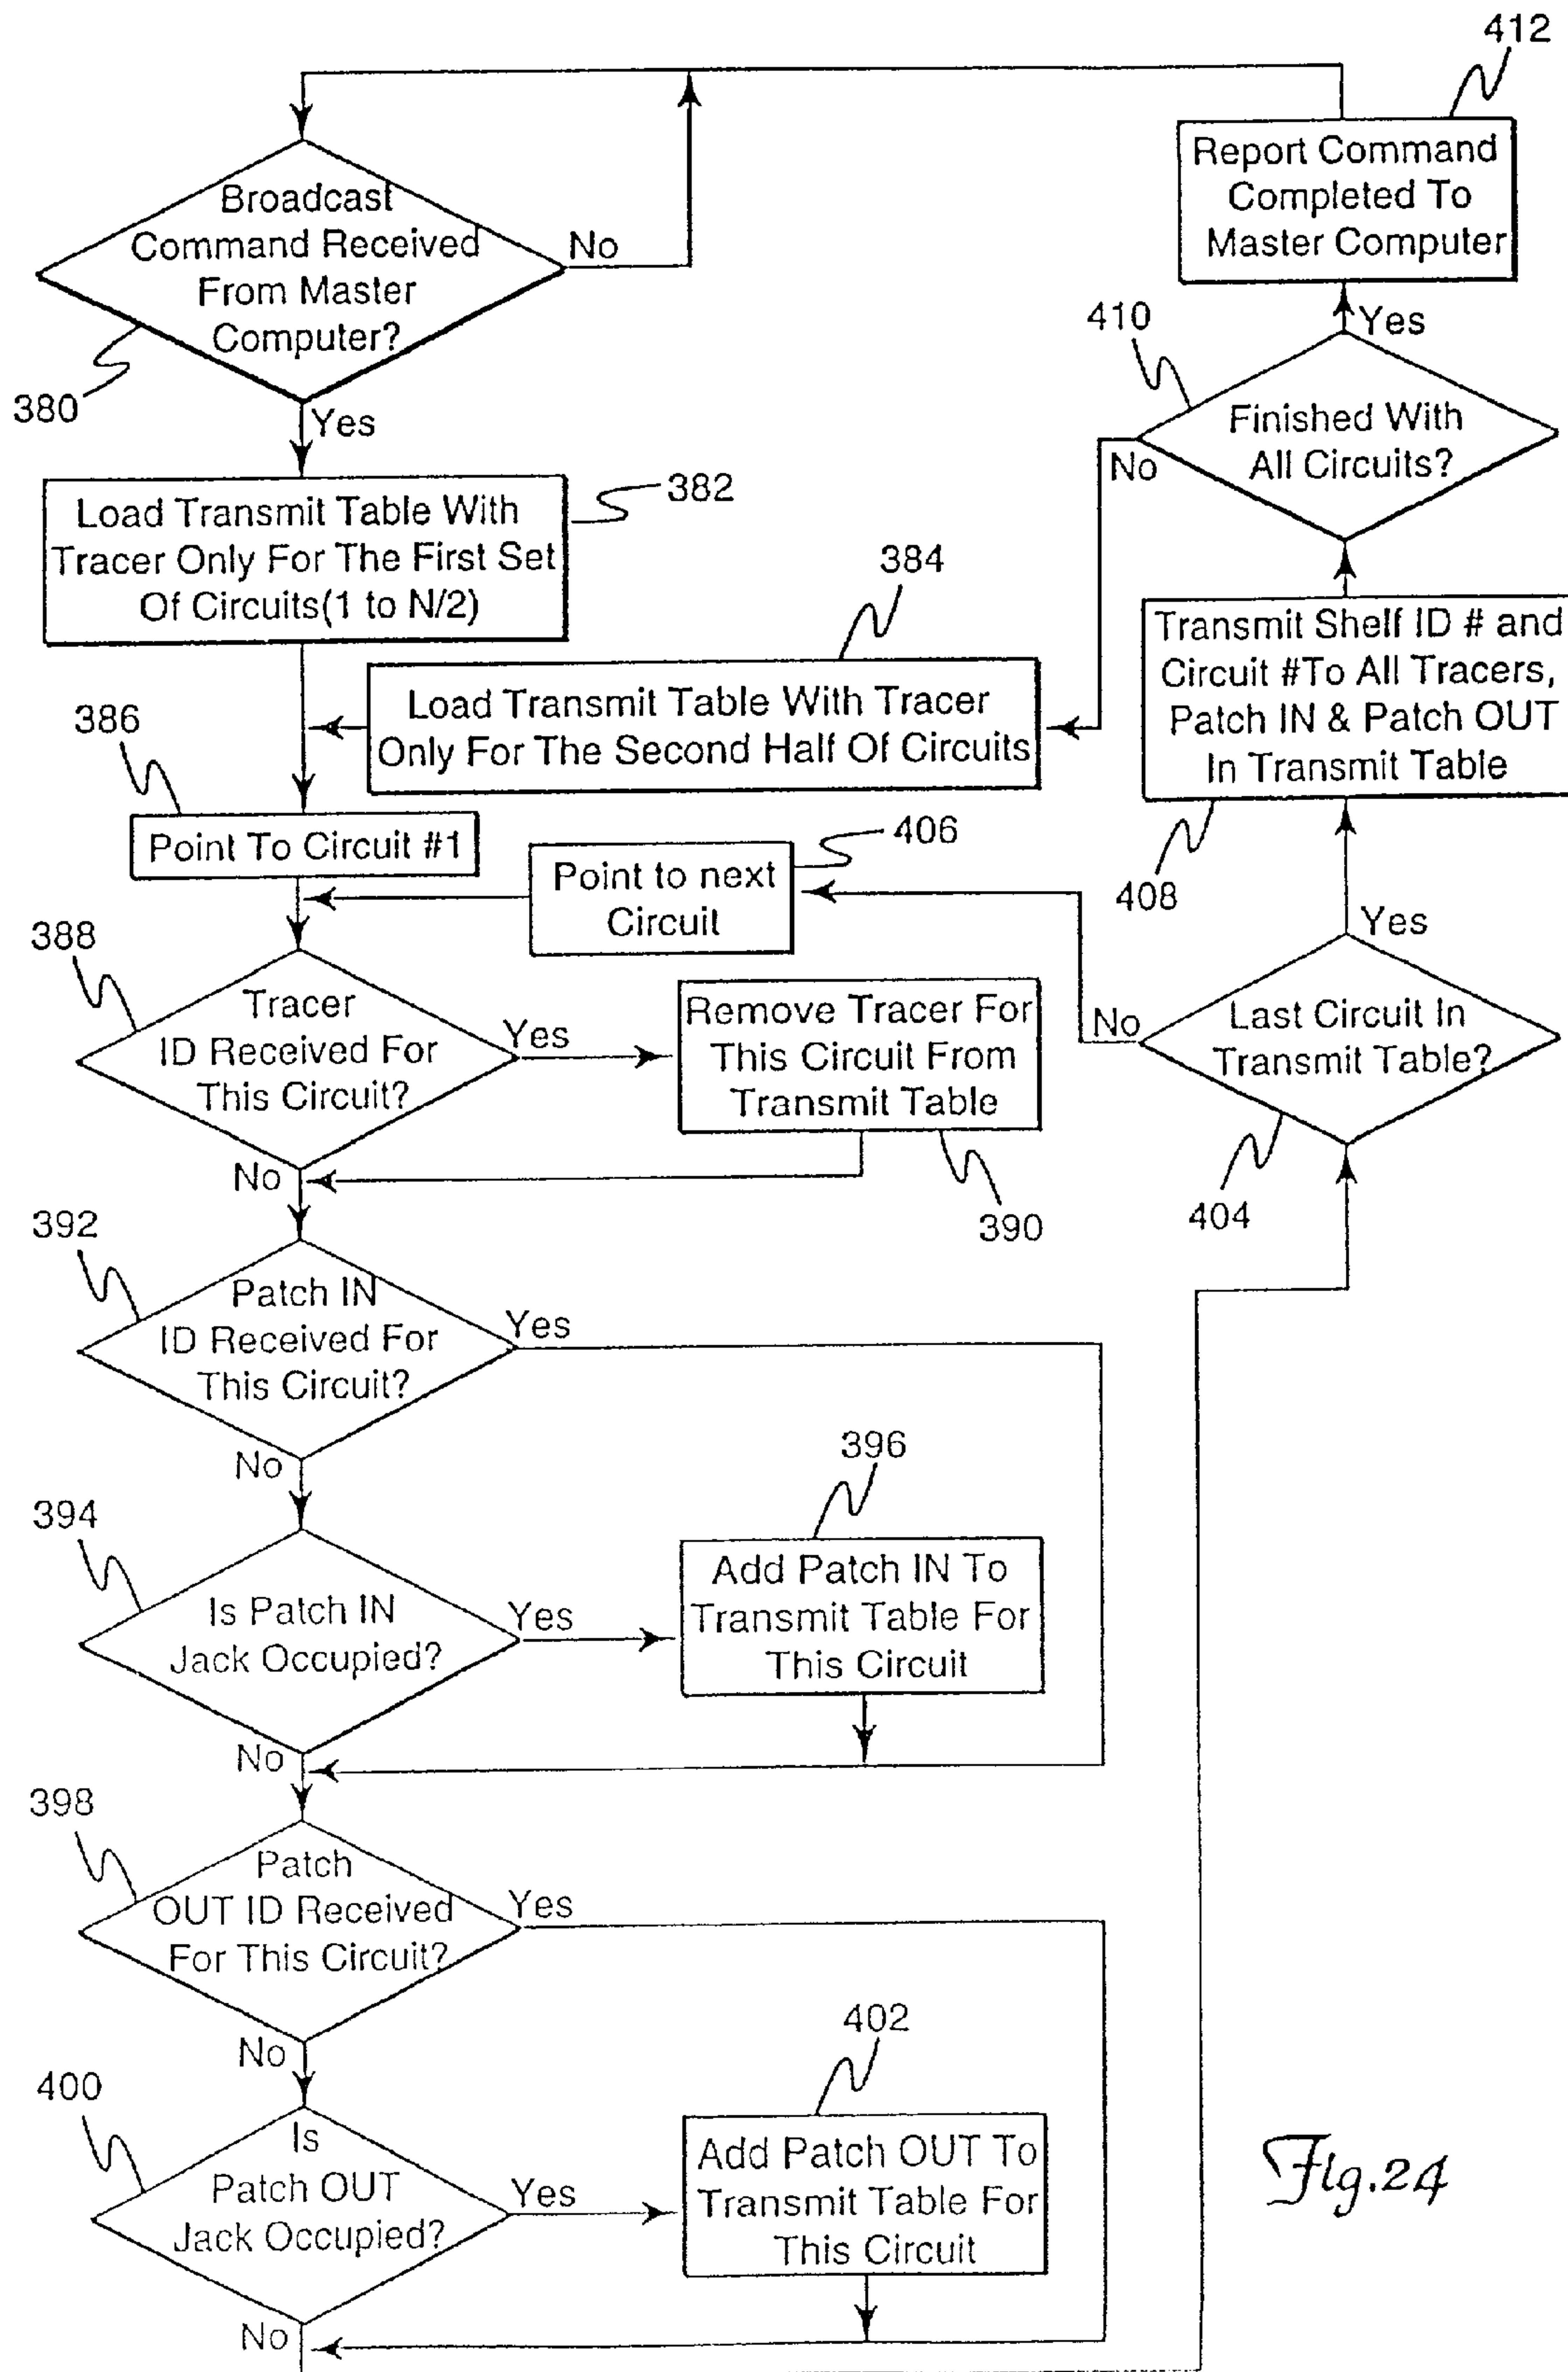 412
Broadcast
Command Received
From Master
Computer?
No
380
Yes
Report Command
Completed To
Master Computer
410
Yes
Finished With
All Circuits?
No
Load Transmit Table With
Tracer Only For The First Set
Of Circuits(1 to N/2)
382
384
Load Transmit Table With Tracer
Only For The Second Half Of Circuits
Transmit Shelf ID # and
Circuit #To All Tracers,
Patch IN & Patch OUT
In Transmit Table
386
Point To Circuit #1
406
Point to next
Circuit
408
Yes
388
Tracer
ID Received For
This Circuit?
Yes
Remove Tracer For
This Circuit From
Transmit Table
No
Last Circuit In
Transmit Table?
No
390
404
392
Patch IN
ID Received For
This Circuit?
Yes
No
394
396
Is Patch IN
Jack Occupied?
Yes
Add Patch IN To
Transmit Table For
This Circuit
No
398
Patch
OUT ID Received
For This Circuit?
Yes
No
400
402
Is
Patch OUT
Jack Occupied?
Yes
Add Patch OUT To
Transmit Table For
This Circuit
No
Fig.24